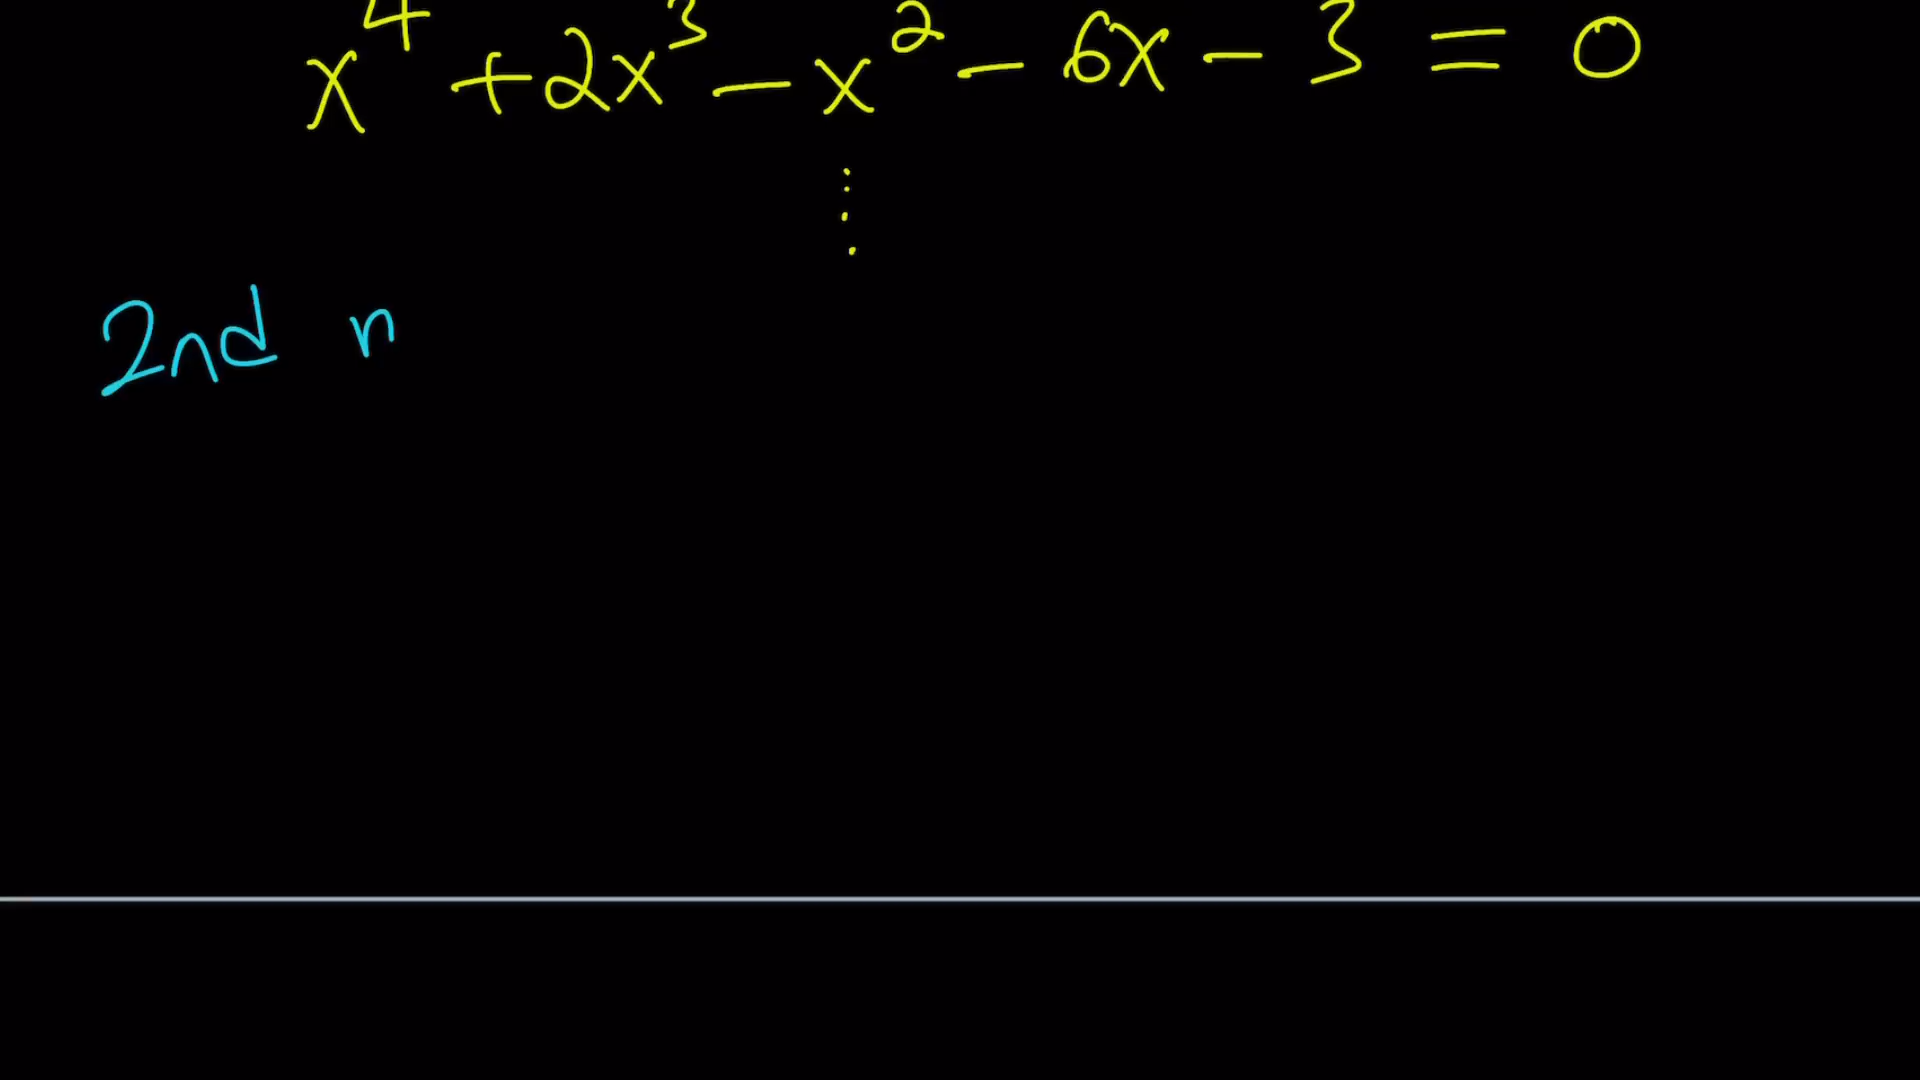 x⁴ + 2x³ − x² − 6x − 3 = 0
⋮
2nd n